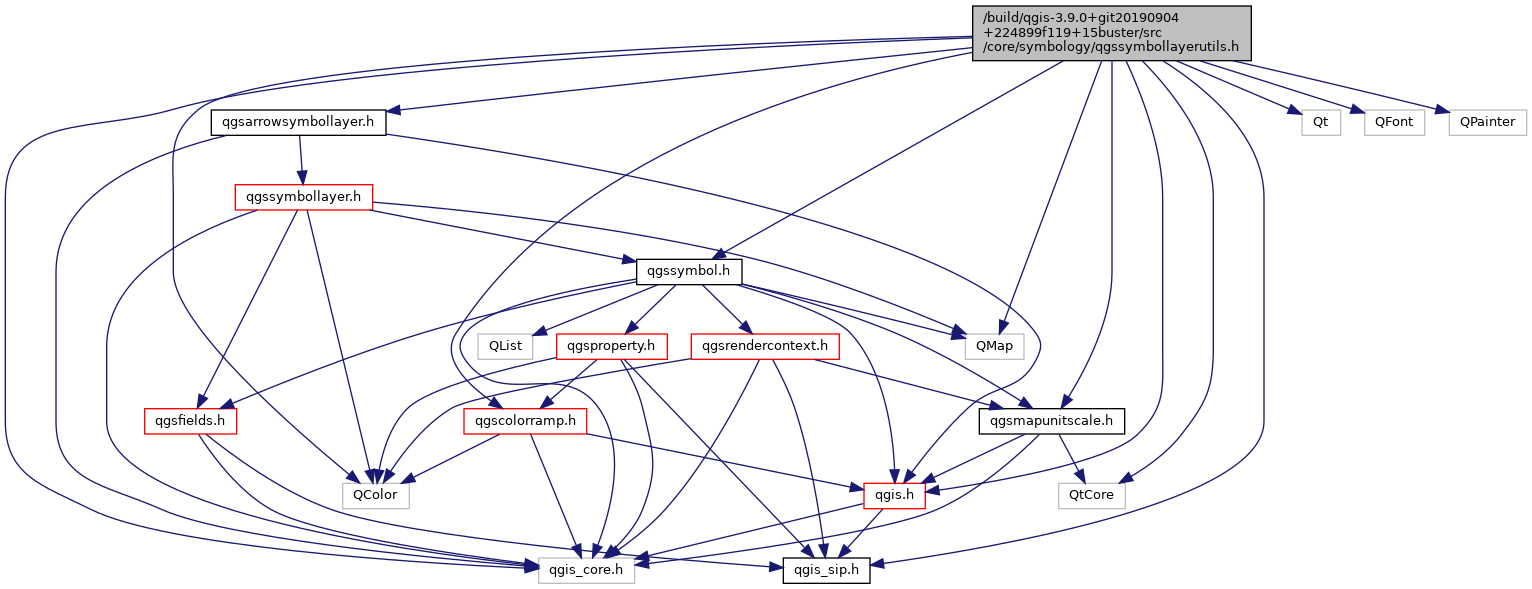 /build/qgis-3.9.0+git20190904
+224899f119+15buster/src
/core/symbology/qgssymbollayerutils.h
qgsarrowsymbollayer.h
Qt
QFont
QPainter
qgssymbollayer.h
qgssymbol.h
QList
qgsproperty.h
qgsrendercontext.h
QMap
qgsfields.h
qgscolorramp.h
qgsmapunitscale.h
QColor
qgis.h
QtCore
qgis_core.h
qgis_sip.h